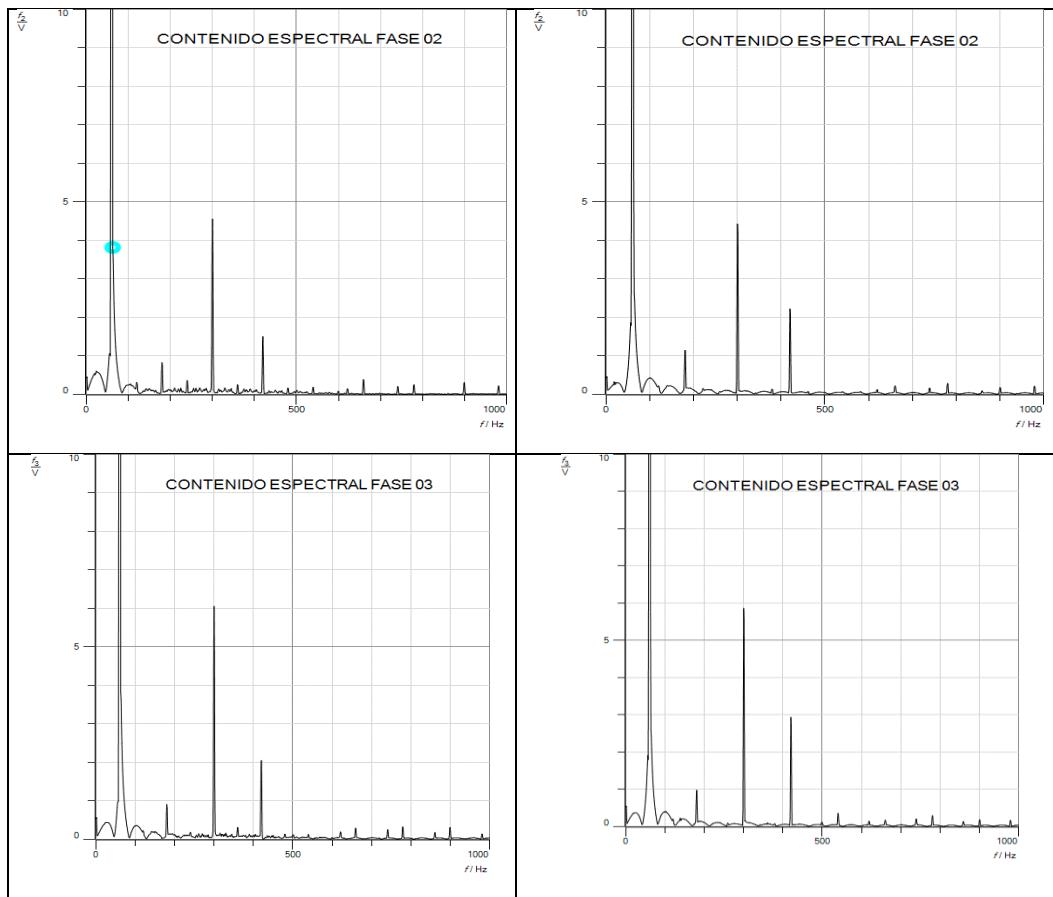 f2/V
10
CONTENIDO ESPECTRAL FASE 02
5
0
0 500 1000
f / Hz
f2/V
10
CONTENIDO ESPECTRAL FASE 02
5
0
0 500 1000
f / Hz
f3/V
10
CONTENIDO ESPECTRAL FASE 03
5
0
0 500 1000
f / Hz
f3/V
10
CONTENIDO ESPECTRAL FASE 03
5
0
0 500 1000
f / Hz